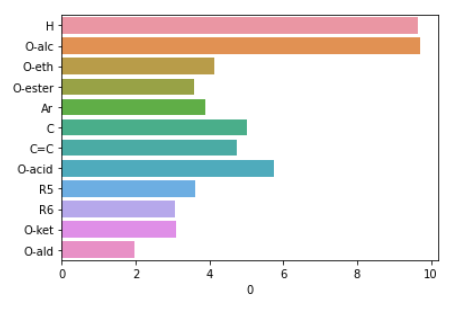 H
O-alc
O-eth
O-ester
Ar
C
C=C
O-acid
R5
R6
O-ket
O-ald
0 2 4 6 8 10
0